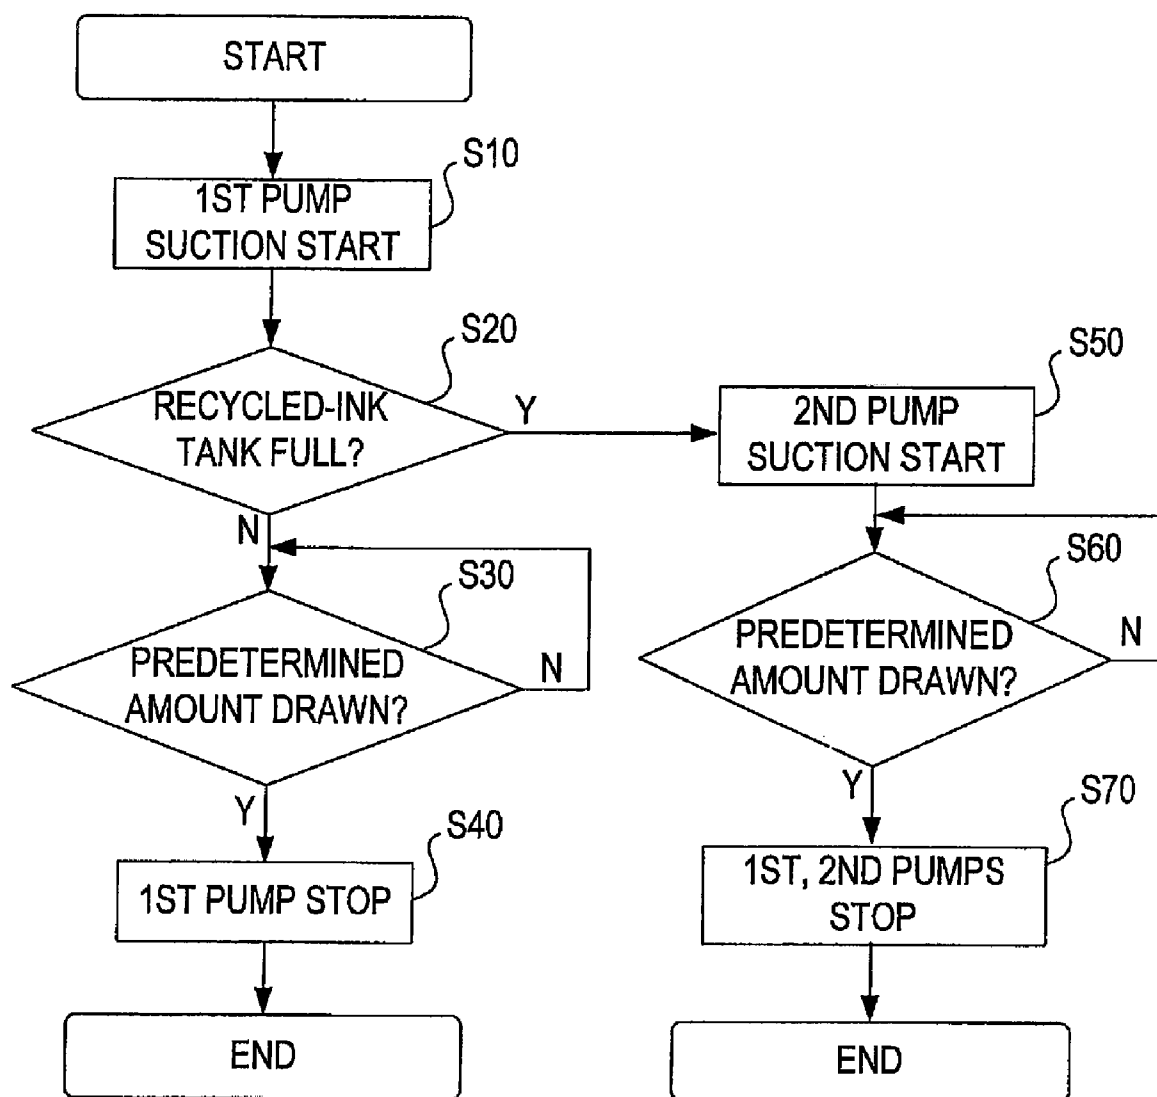 START
S10
1ST PUMP
SUCTION START
S20
RECYCLED-INK
TANK FULL?
Y
N
S30
PREDETERMINED
AMOUNT DRAWN?
N
Y
S40
1ST PUMP STOP
END
S50
2ND PUMP
SUCTION START
S60
PREDETERMINED
AMOUNT DRAWN?
N
Y
S70
1ST, 2ND PUMPS
STOP
END